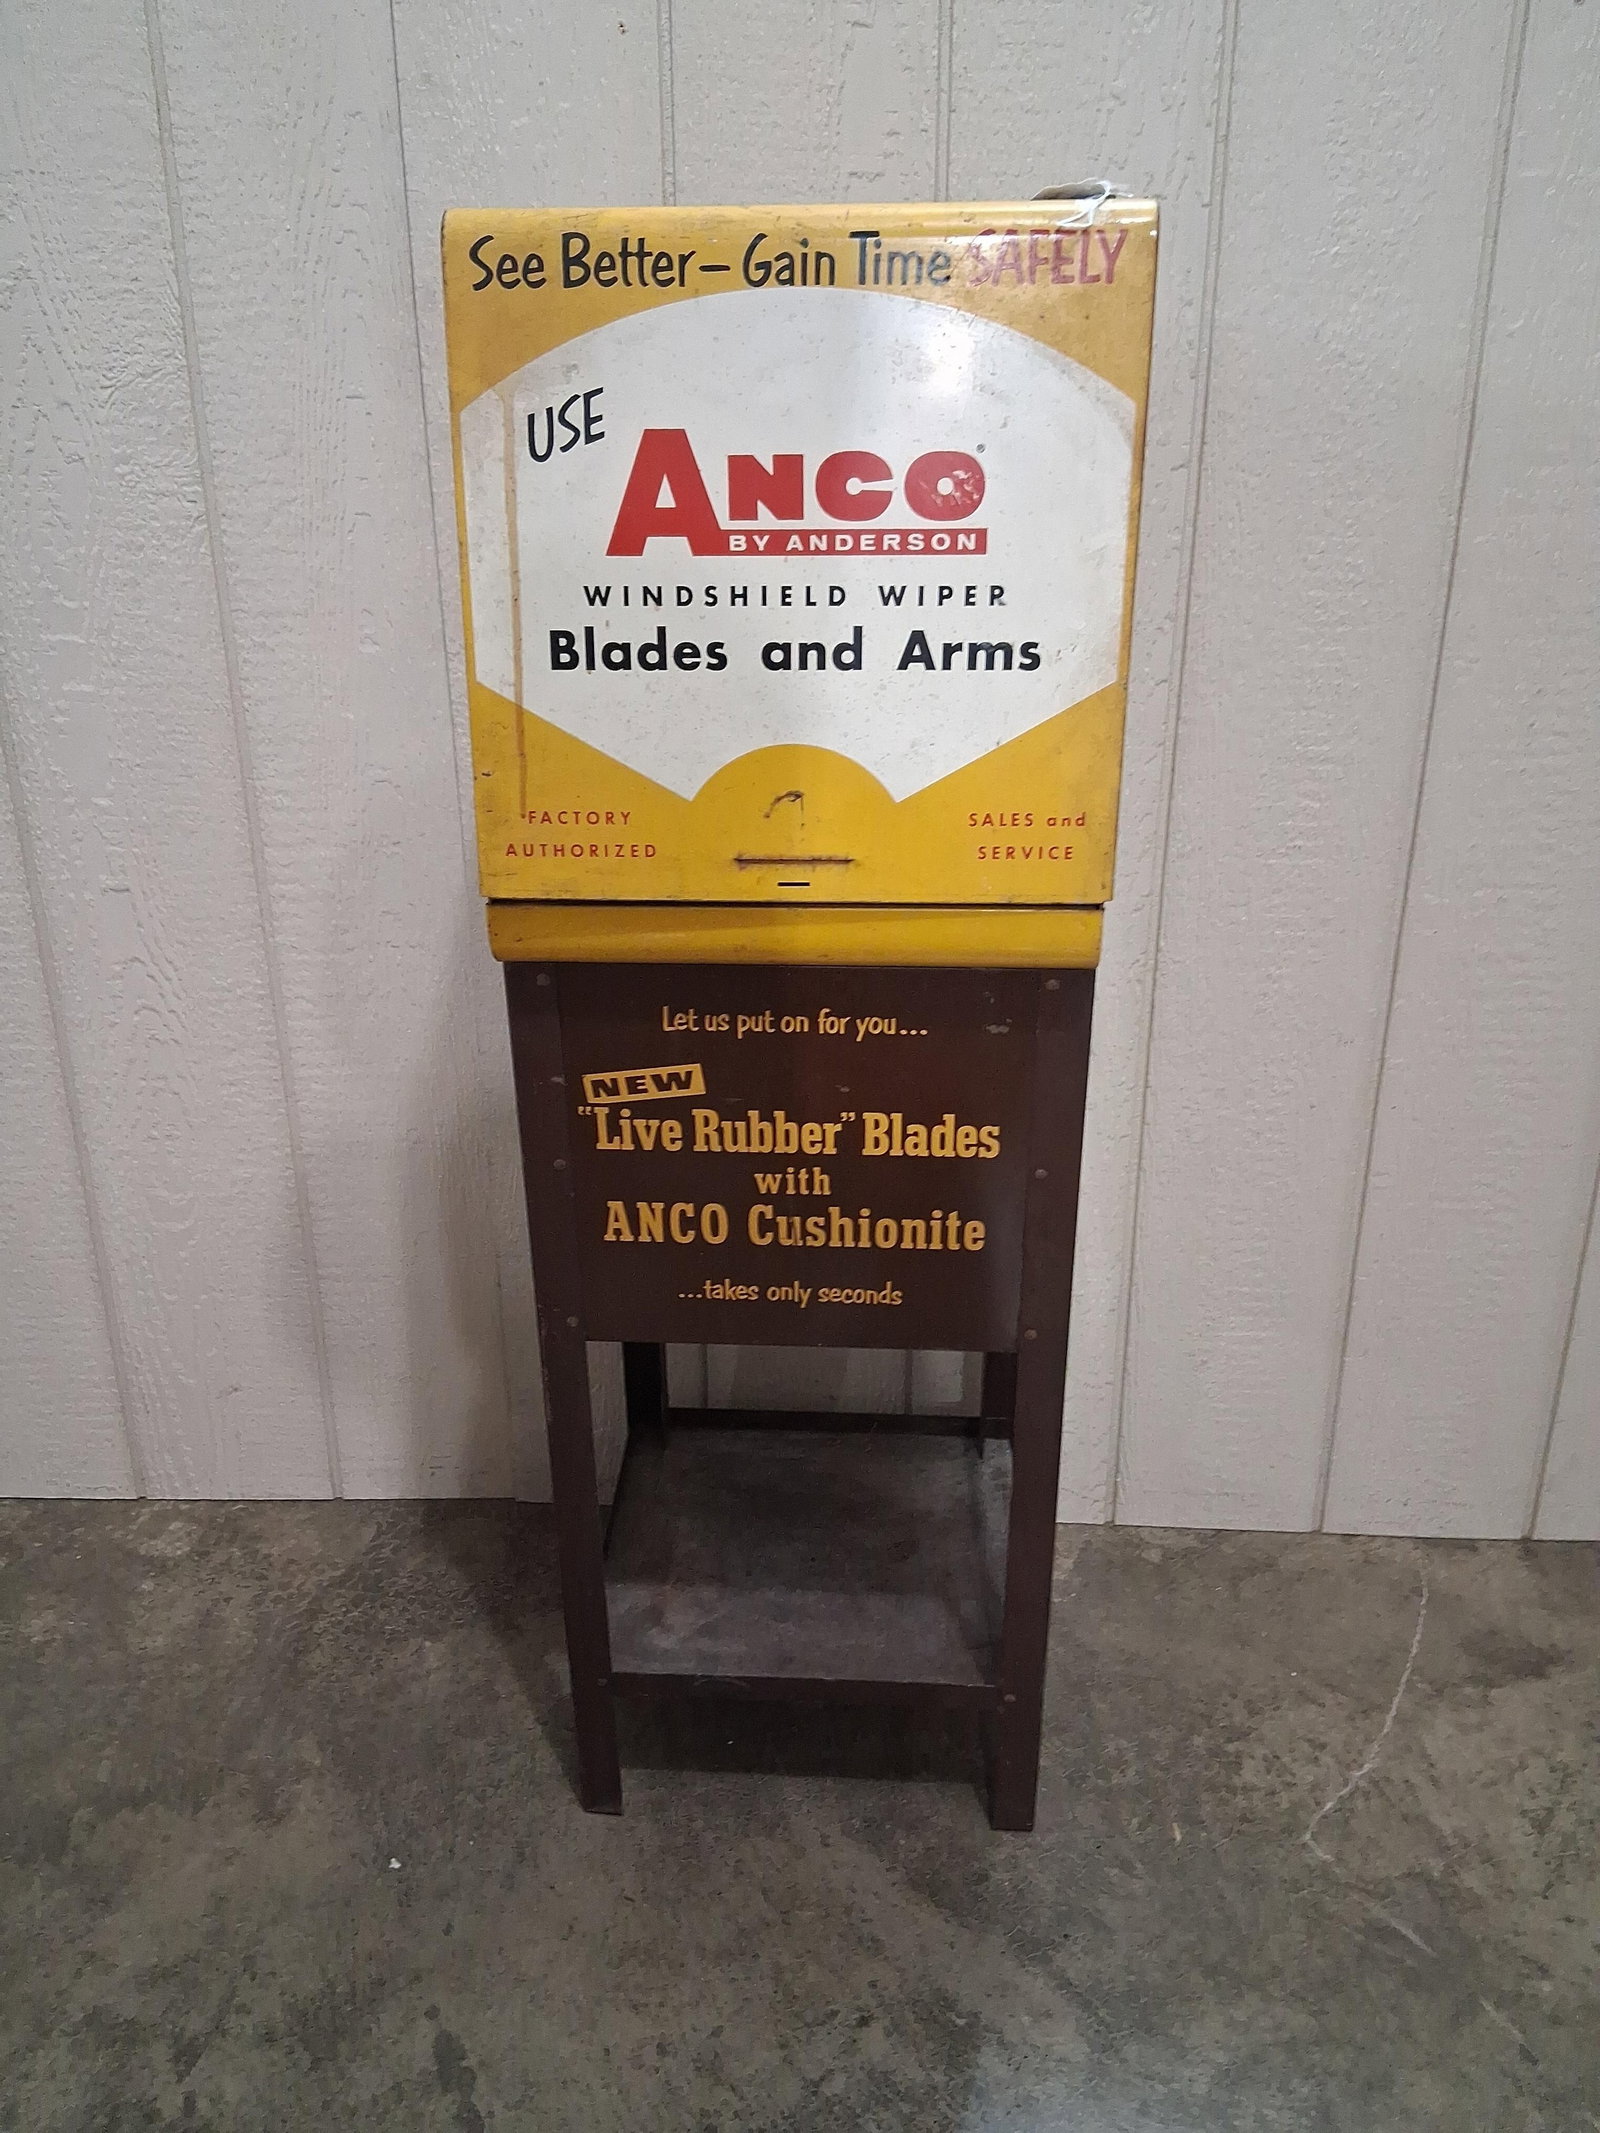 See Better – Gain Time SAFELY
USE
ANCO®
BY ANDERSON
WINDSHIELD WIPER
Blades and Arms
FACTORY
AUTHORIZED
SALES and
SERVICE
Let us put on for you...
NEW
"Live Rubber" Blades
with
ANCO Cushionite
...takes only seconds